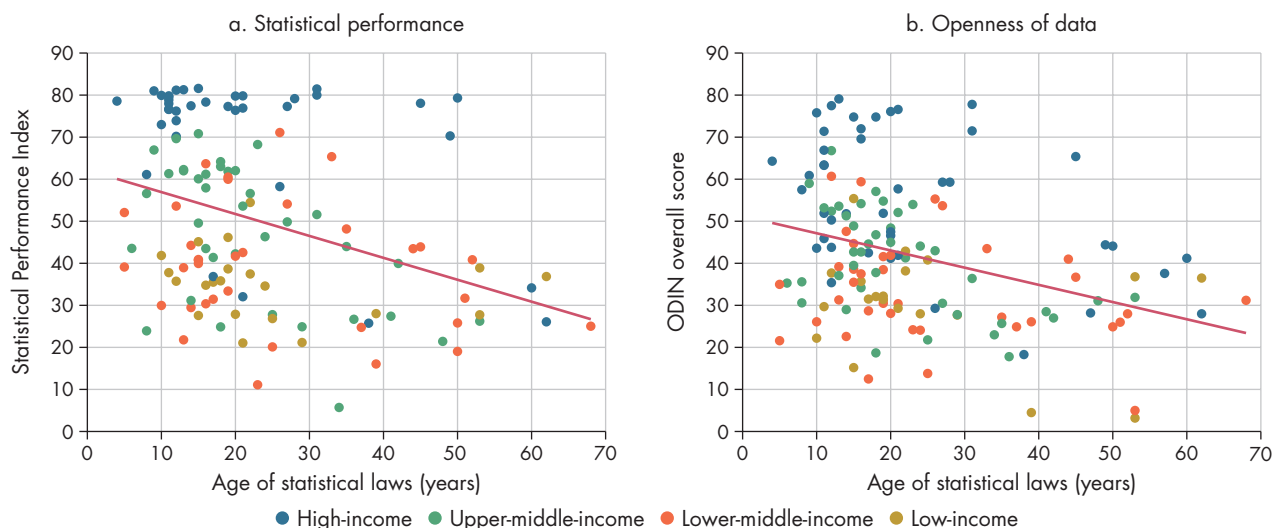 a. Statistical performance
90
80
70
60
50
40
30
20
10
0
Statistical Performance Index
0 10 20 30 40 50 60 70
Age of statistical laws (years)
b. Openness of data
90
80
70
60
50
40
30
20
10
0
ODIN overall score
0 10 20 30 40 50 60 70
Age of statistical laws (years)
High-income Upper-middle-income Lower-middle-income Low-income